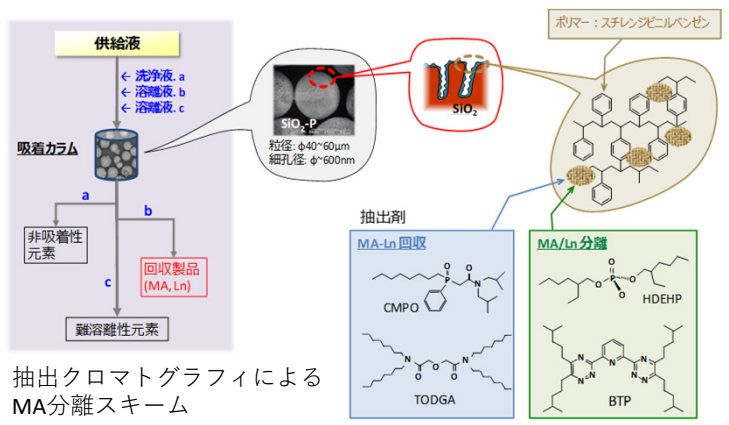 供給液
← 洗浄液. a
← 溶離液. b
← 溶離液. c
吸着カラム
a
b
c
非吸着性
元素
回収製品
(MA, Ln)
難溶離性元素
SiO₂-P
粒径: φ40~60μm
細孔径: φ~600nm
SiO₂
ポリマー：スチレンジビニルベンゼン
抽出剤
MA-Ln 回収
O
P
O
N
CMPO
N
O
O
O
N
TODGA
MA/Ln 分離
O
P
O
O
O
HDEHP
N
N
N
N
N
N
N
BTP
抽出クロマトグラフィによる
MA分離スキーム